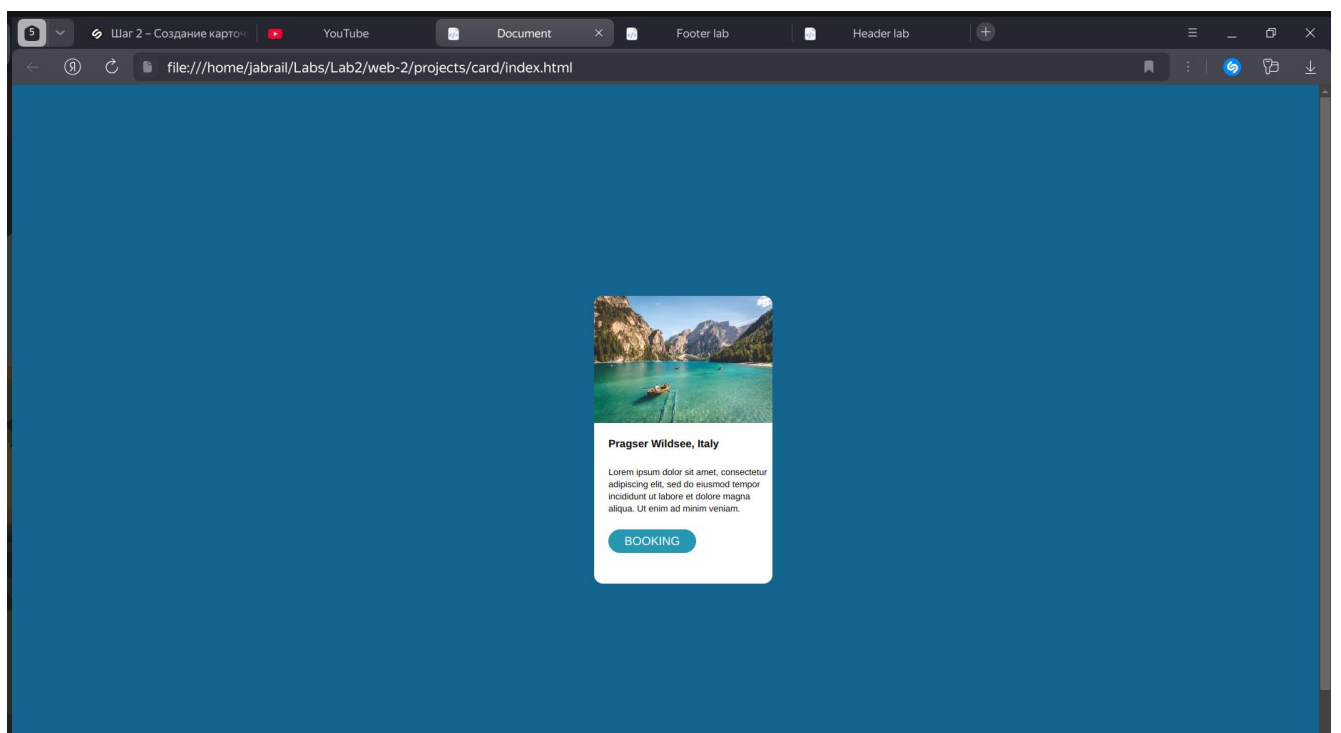 5
Шаг 2 – Создание карточ
YouTube
Document
Footer lab
Header lab
Я
file:///home/jabrail/Labs/Lab2/web-2/projects/card/index.html
Pragser Wildsee, Italy
Lorem ipsum dolor sit amet, consectetur
adipiscing elit, sed do eiusmod tempor
incididunt ut labore et dolore magna
aliqua. Ut enim ad minim veniam.
BOOKING